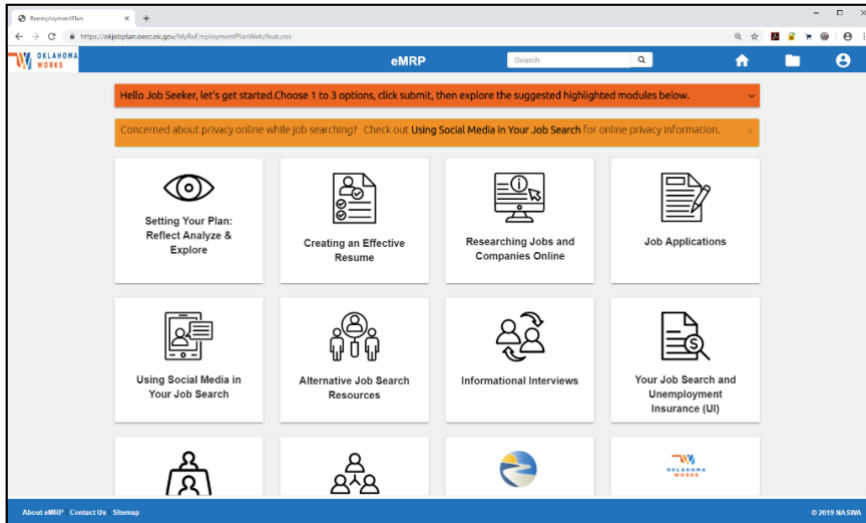 ReemploymentPlan
https://okjobplan.oesc.ok.gov/MyReEmploymentPlanWeb/features
OKLAHOMA
WORKS
eMRP
Search
Hello Job Seeker, let's get started.Choose 1 to 3 options, click submit, then explore the suggested highlighted modules below.
Concerned about privacy online while job searching? Check out Using Social Media in Your Job Search for online privacy information.
Setting Your Plan:
Reflect Analyze &
Explore
Creating an Effective
Resume
Researching Jobs and
Companies Online
Job Applications
Using Social Media in
Your Job Search
Alternative Job Search
Resources
Informational Interviews
Your Job Search and
Unemployment
Insurance (UI)
OKLAHOMA
WORKS
About eMRP Contact Us Sitemap
© 2019 NASWA